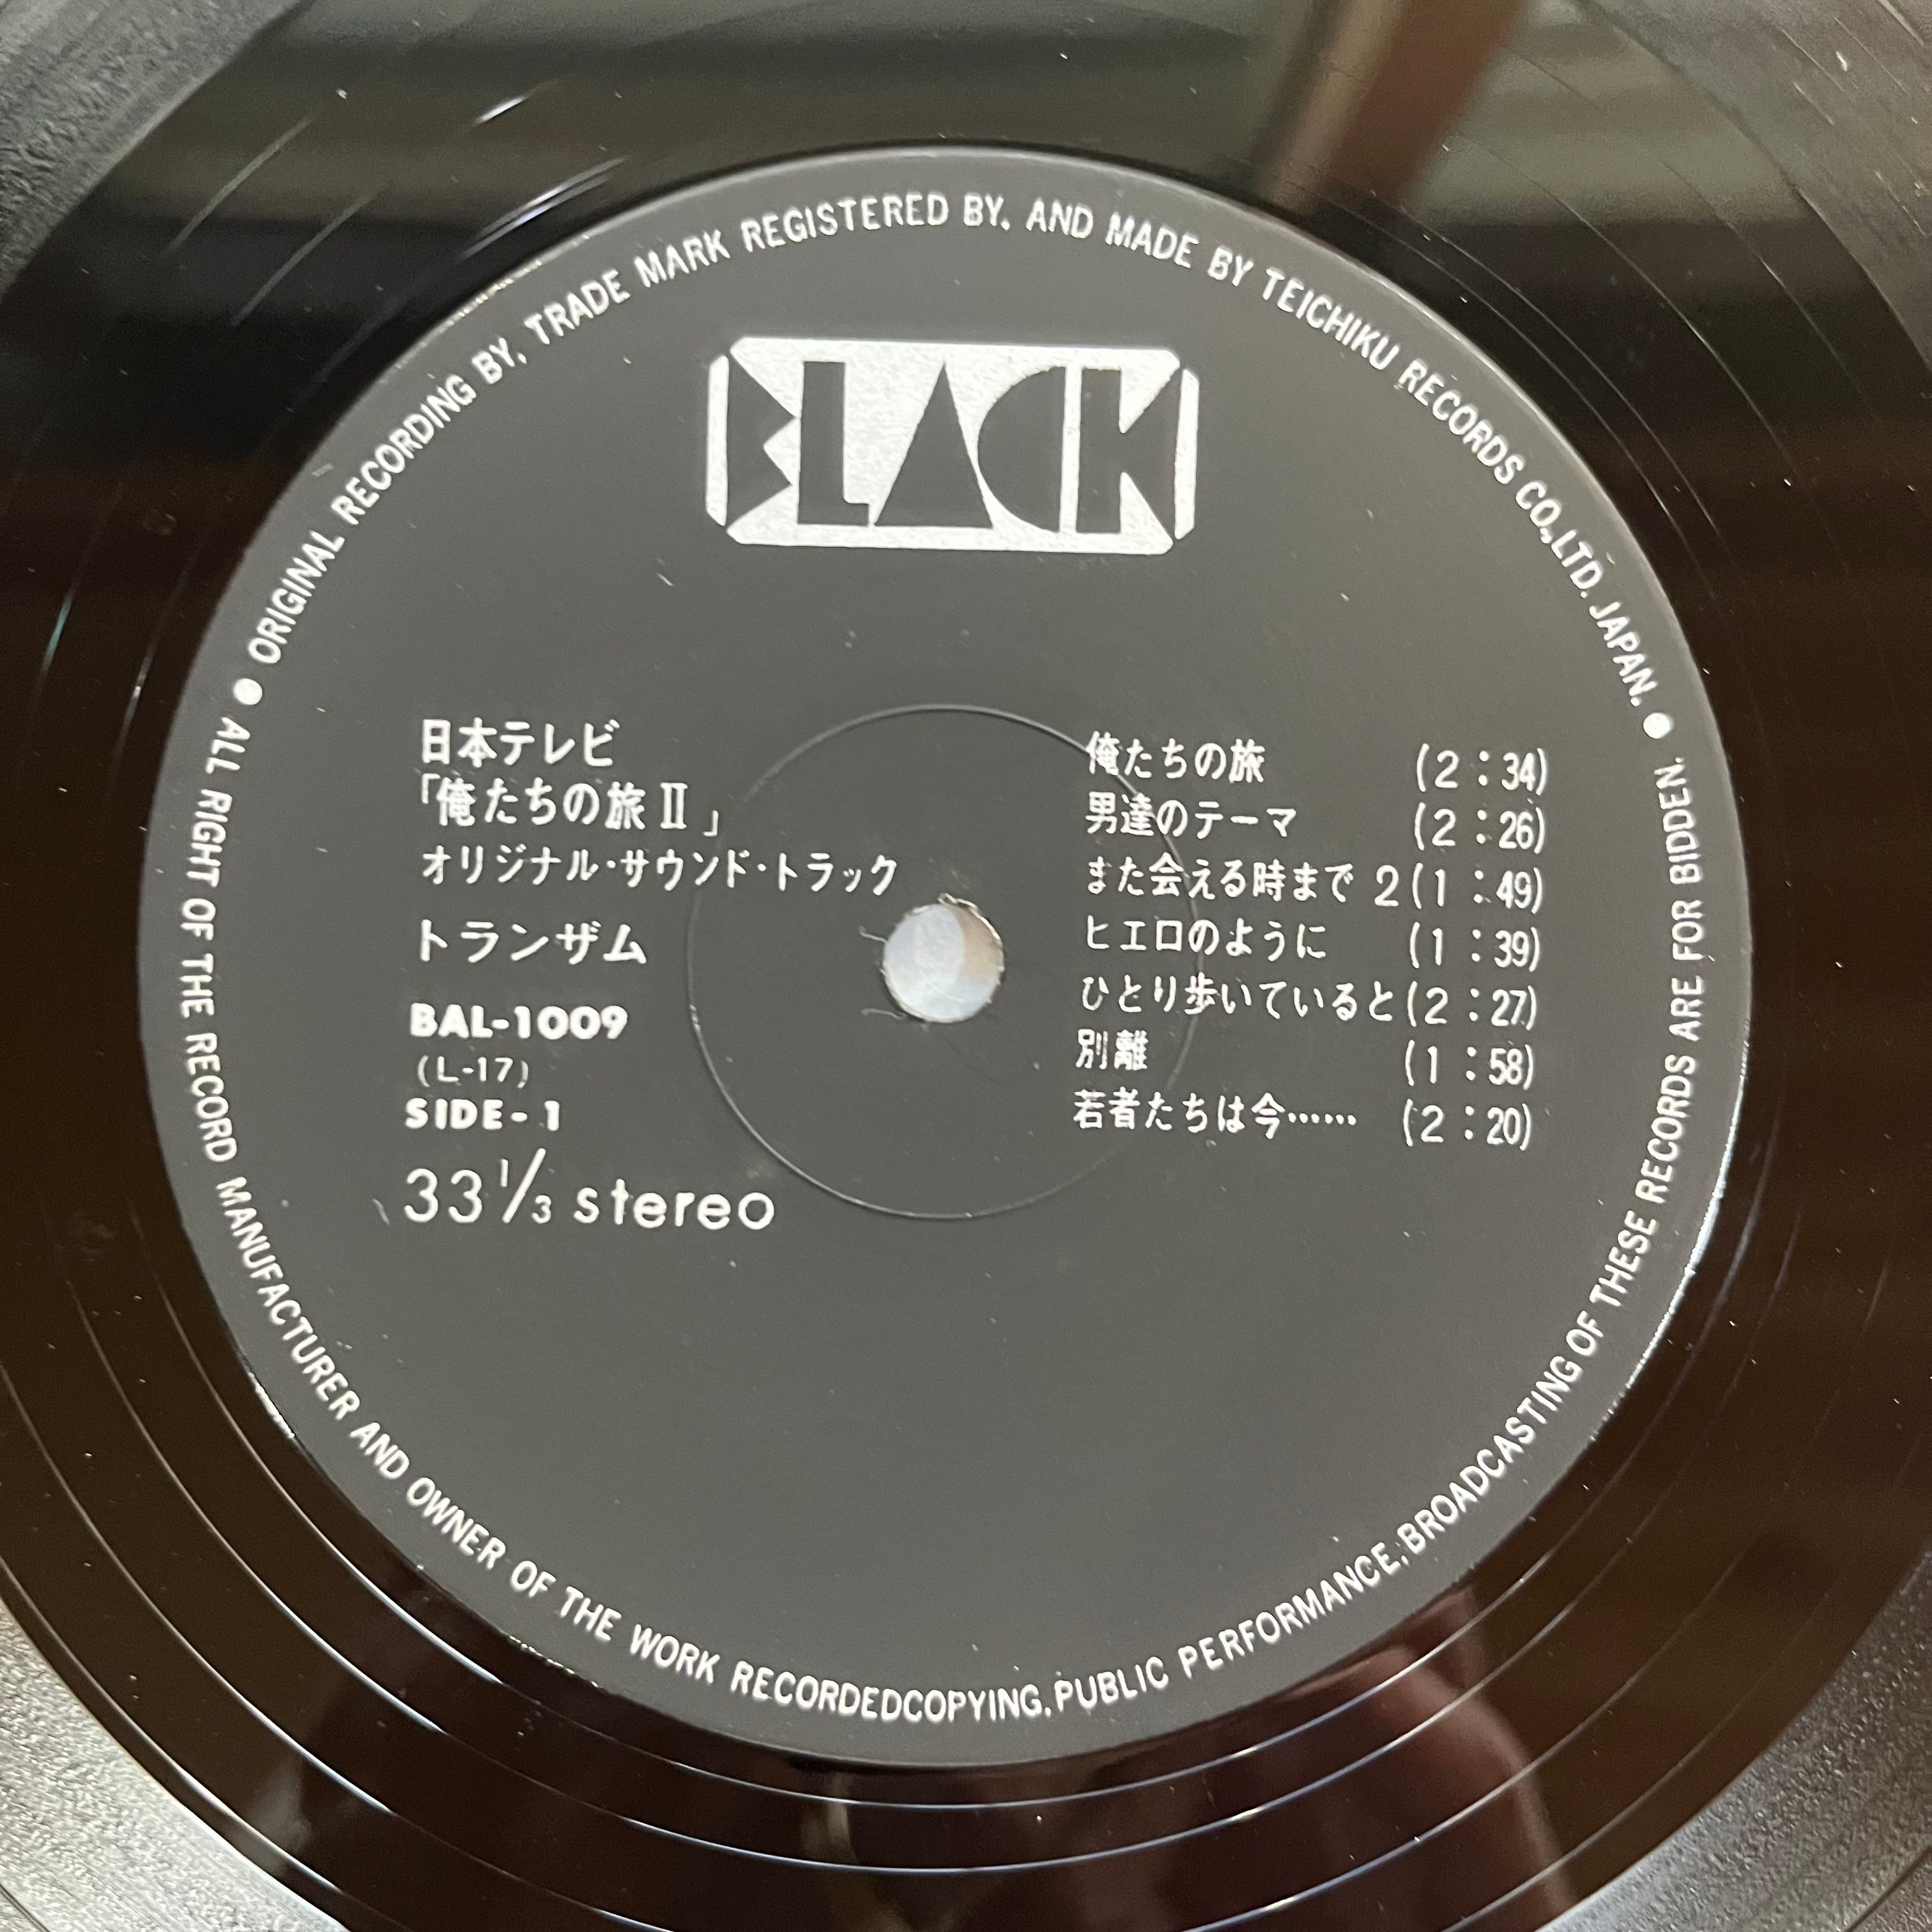 ORIGINAL RECORDING BY, TRADE MARK REGISTERED BY, AND MADE BY TEICHIKU RECORDS CO., LTD. JAPAN.
BLACK
日本テレビ
「俺たちの旅II」
オリジナル・サウンド・トラック
トランザム
BAL-1009
(L-17)
SIDE-1
33 1/3 stereo
俺たちの旅 (2:34)
男達のテーマ (2:26)
また会える時まで 2 (1:49)
ヒエロのように (1:39)
ひとり歩いていると (2:27)
別離 (1:58)
若者たちは今…… (2:20)
ALL RIGHT OF THE RECORD MANUFACTURER AND OWNER OF THE WORK RECORDEDCOPYING, PUBLIC PERFORMANCE, BROADCASTING OF THESE RECORDS ARE FOR BIDDEN.